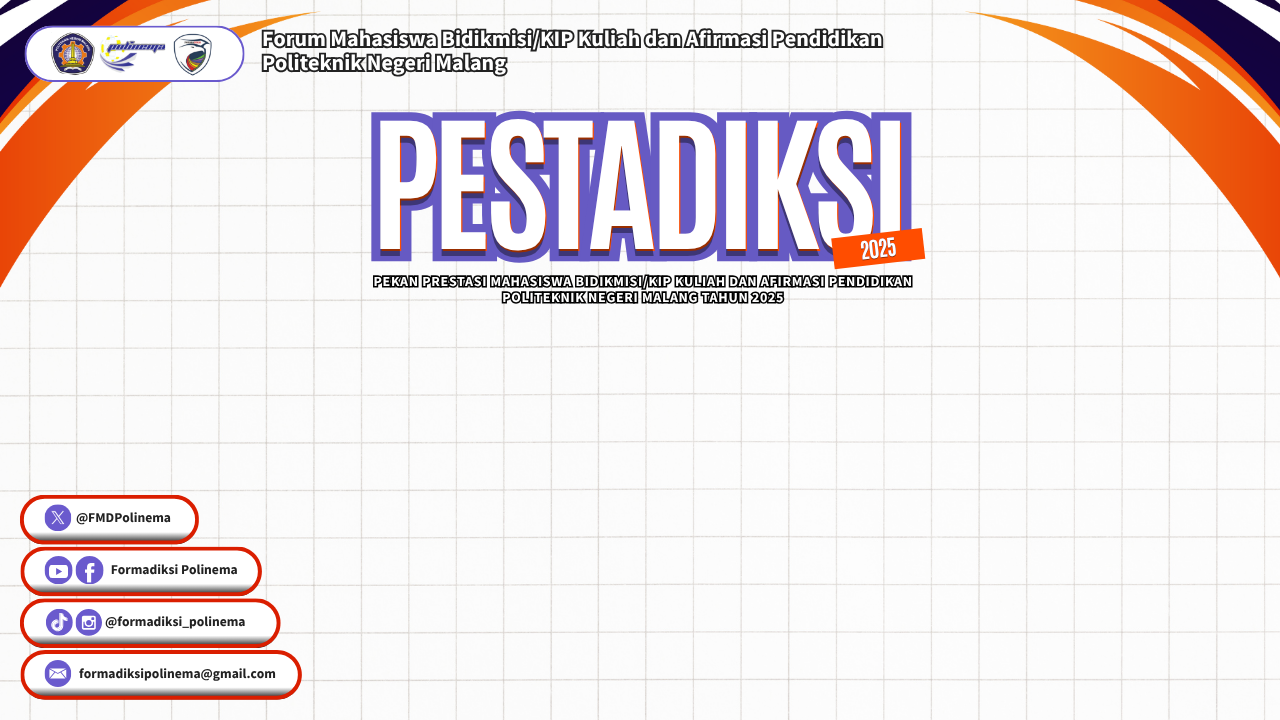 polinema
Forum Mahasiswa Bidikmisi/KIP Kuliah dan Afirmasi Pendidikan
Politeknik Negeri Malang
PESTADIKSI
2025
PEKAN PRESTASI MAHASISWA BIDIKMISI/KIP KULIAH DAN AFIRMASI PENDIDIKAN
POLITEKNIK NEGERI MALANG TAHUN 2025
@FMDPolinema
Formadiksi Polinema
@formadiksi_polinema
formadiksipolinema@gmail.com